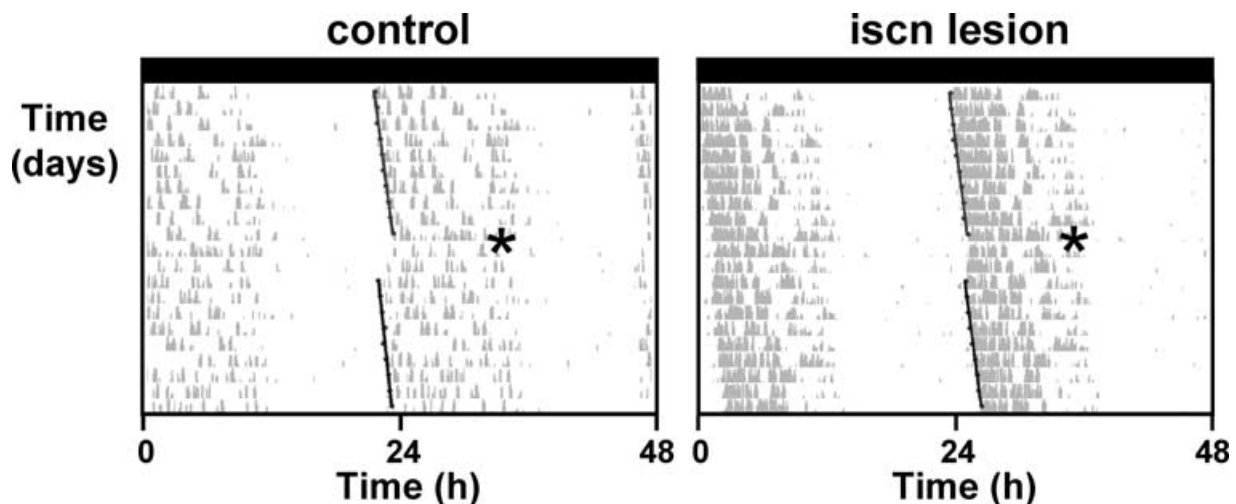 control
iscn lesion
Time
(days)
*
*
0
24
48
0
24
48
Time (h)
Time (h)